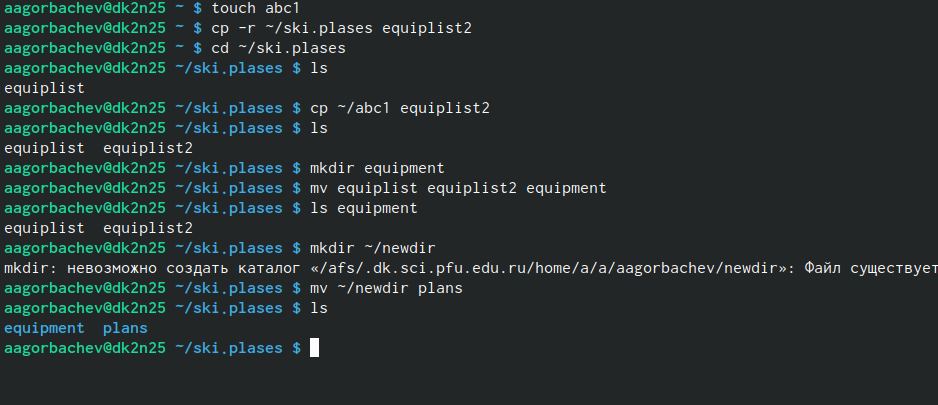 aagorbachev@dk2n25 ~ $ touch abc1
aagorbachev@dk2n25 ~ $ cp -r ~/ski.plases equiplist2
aagorbachev@dk2n25 ~ $ cd ~/ski.plases
aagorbachev@dk2n25 ~/ski.plases $ ls
equiplist
aagorbachev@dk2n25 ~/ski.plases $ cp ~/abc1 equiplist2
aagorbachev@dk2n25 ~/ski.plases $ ls
equiplist  equiplist2
aagorbachev@dk2n25 ~/ski.plases $ mkdir equipment
aagorbachev@dk2n25 ~/ski.plases $ mv equiplist equiplist2 equipment
aagorbachev@dk2n25 ~/ski.plases $ ls equipment
equiplist  equiplist2
aagorbachev@dk2n25 ~/ski.plases $ mkdir ~/newdir
mkdir: невозможно создать каталог «/afs/.dk.sci.pfu.edu.ru/home/a/a/aagorbachev/newdir»: Файл существует
aagorbachev@dk2n25 ~/ski.plases $ mv ~/newdir plans
aagorbachev@dk2n25 ~/ski.plases $ ls
equipment  plans
aagorbachev@dk2n25 ~/ski.plases $